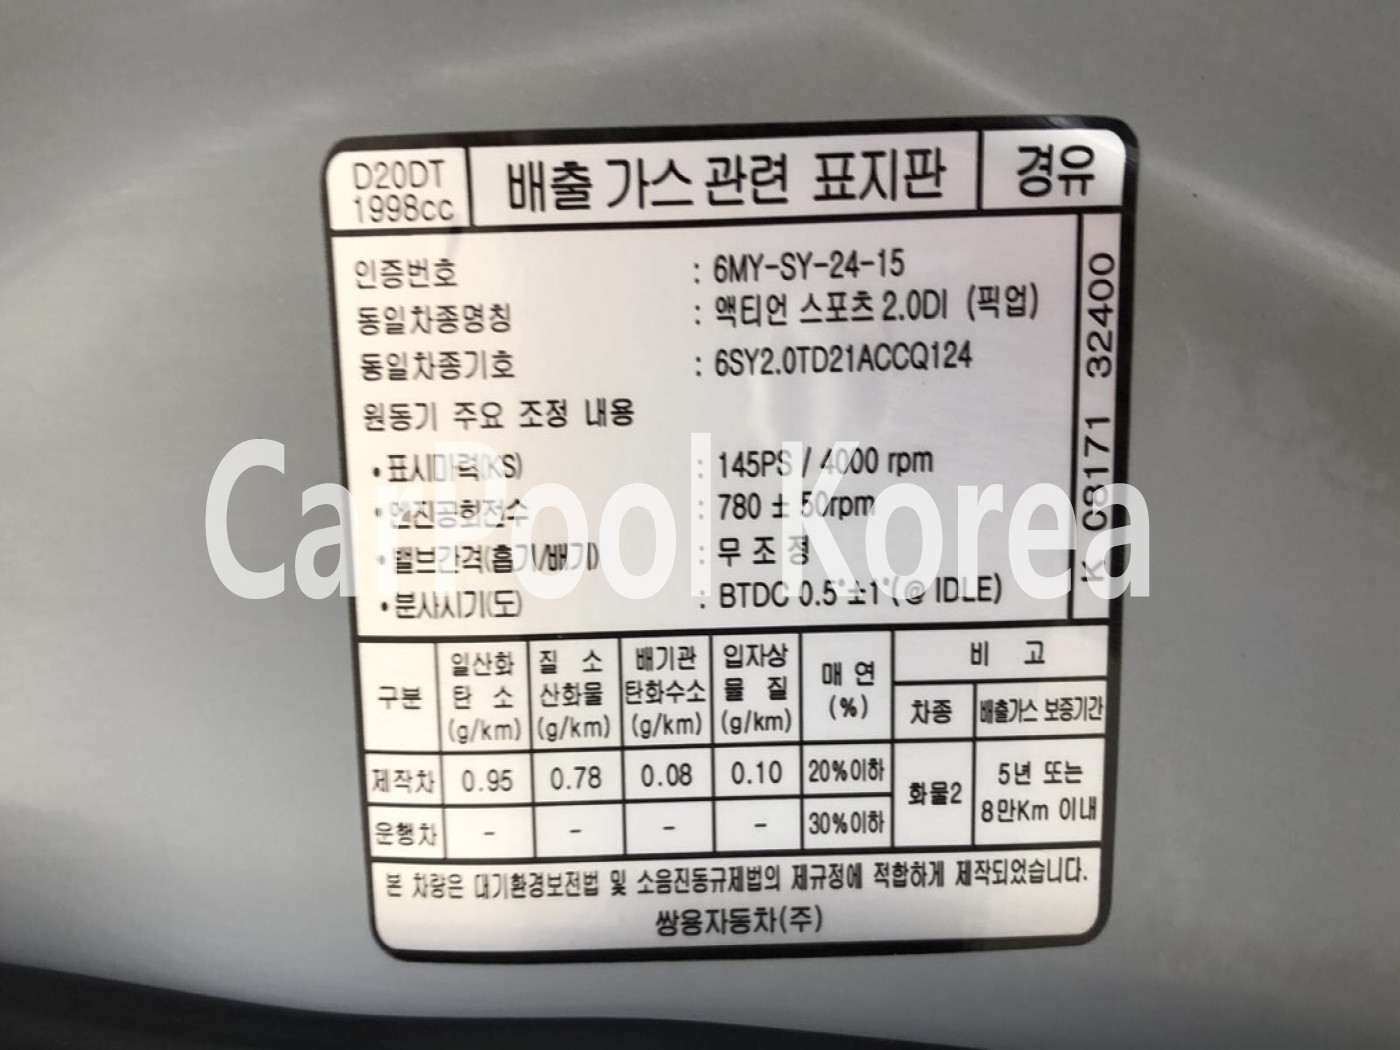 D20DT
1998cc
배출 가스 관련 표지판
경유
인증번호 : 6MY-SY-24-15
동일차종명칭 : 액티언 스포츠 2.0DI (픽업)
동일차종기호 : 6SY2.0TD21ACCQ124
원동기 주요 조정 내용
• 표시마력(KS) : 145PS / 4000 rpm
• 엔진공회전수 : 780 ± 50rpm
• 밸브간격(흡기/배기) : 무 조 정
• 분사시기(도) : BTDC 0.5°±1°(@ IDLE)
K 08171 32400
CarPool Korea
구분
일산화
탄 소
(g/km)
질 소
산화물
(g/km)
배기관
탄화수소
(g/km)
입자상
물 질
(g/km)
매 연
(%)
비 고
차종
배출가스 보증기간
제작차 0.95 0.78 0.08 0.10 20%이하
운행차 - - - - 30%이하
화물2
5년 또는
8만Km 이내
본 차량은 대기환경보전법 및 소음진동규제법의 제규정에 적합하게 제작되었습니다.
쌍용자동차(주)